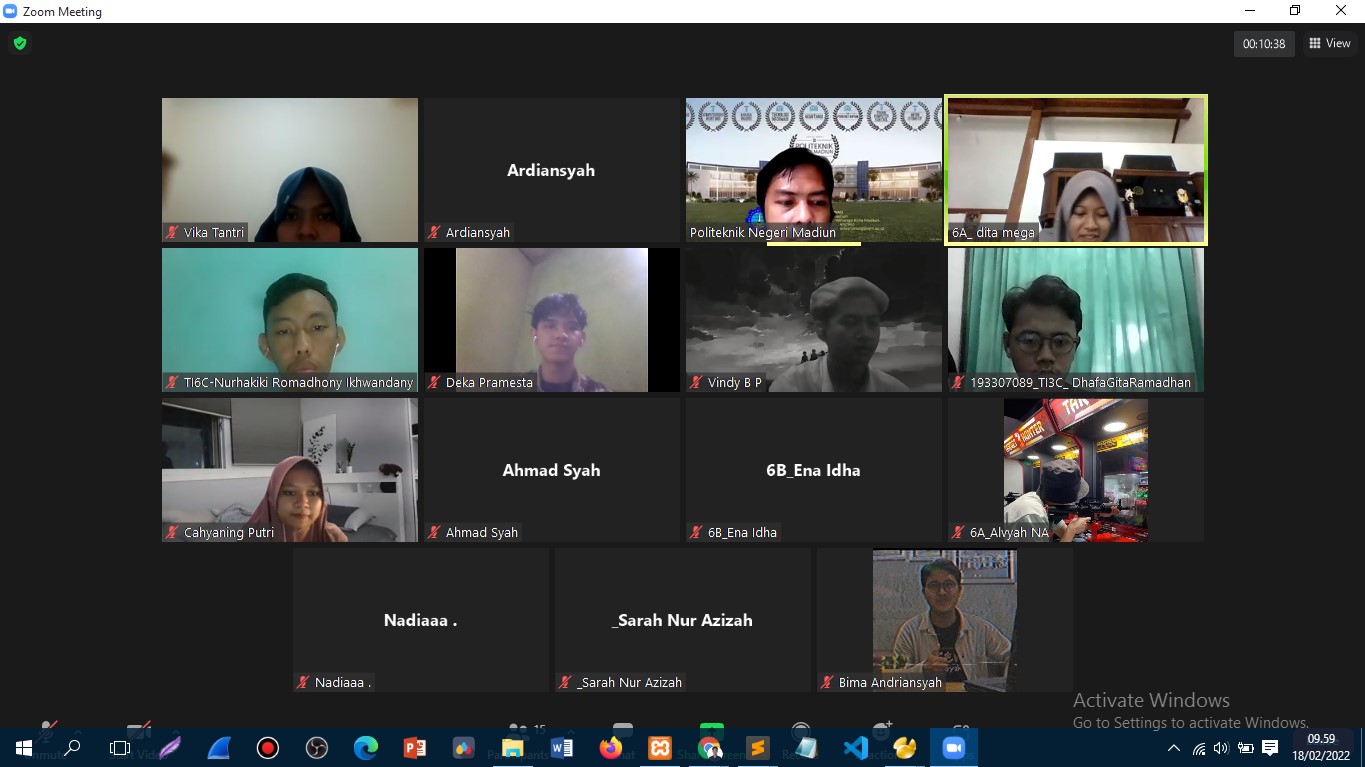 Zoom Meeting
00:10:38
View
Vika Tantri
Ardiansyah
Ardiansyah
POLITEKNIK
Politeknik Negeri Madiun
6A_ dita mega
TI6C-Nurhakiki Romadhony Ikhwandany
Deka Pramesta
Vindy B P
193307089_TI3C_ DhafaGitaRamadhan
Cahyaning Putri
Ahmad Syah
Ahmad Syah
6B_Ena Idha
6B_Ena Idha
6A_Alvyah NA
Nadiaaa .
Nadiaaa .
_Sarah Nur Azizah
_Sarah Nur Azizah
Bima Andriansyah
Activate Windows
Go to Settings to activate Windows.
15
09.59
18/02/2022